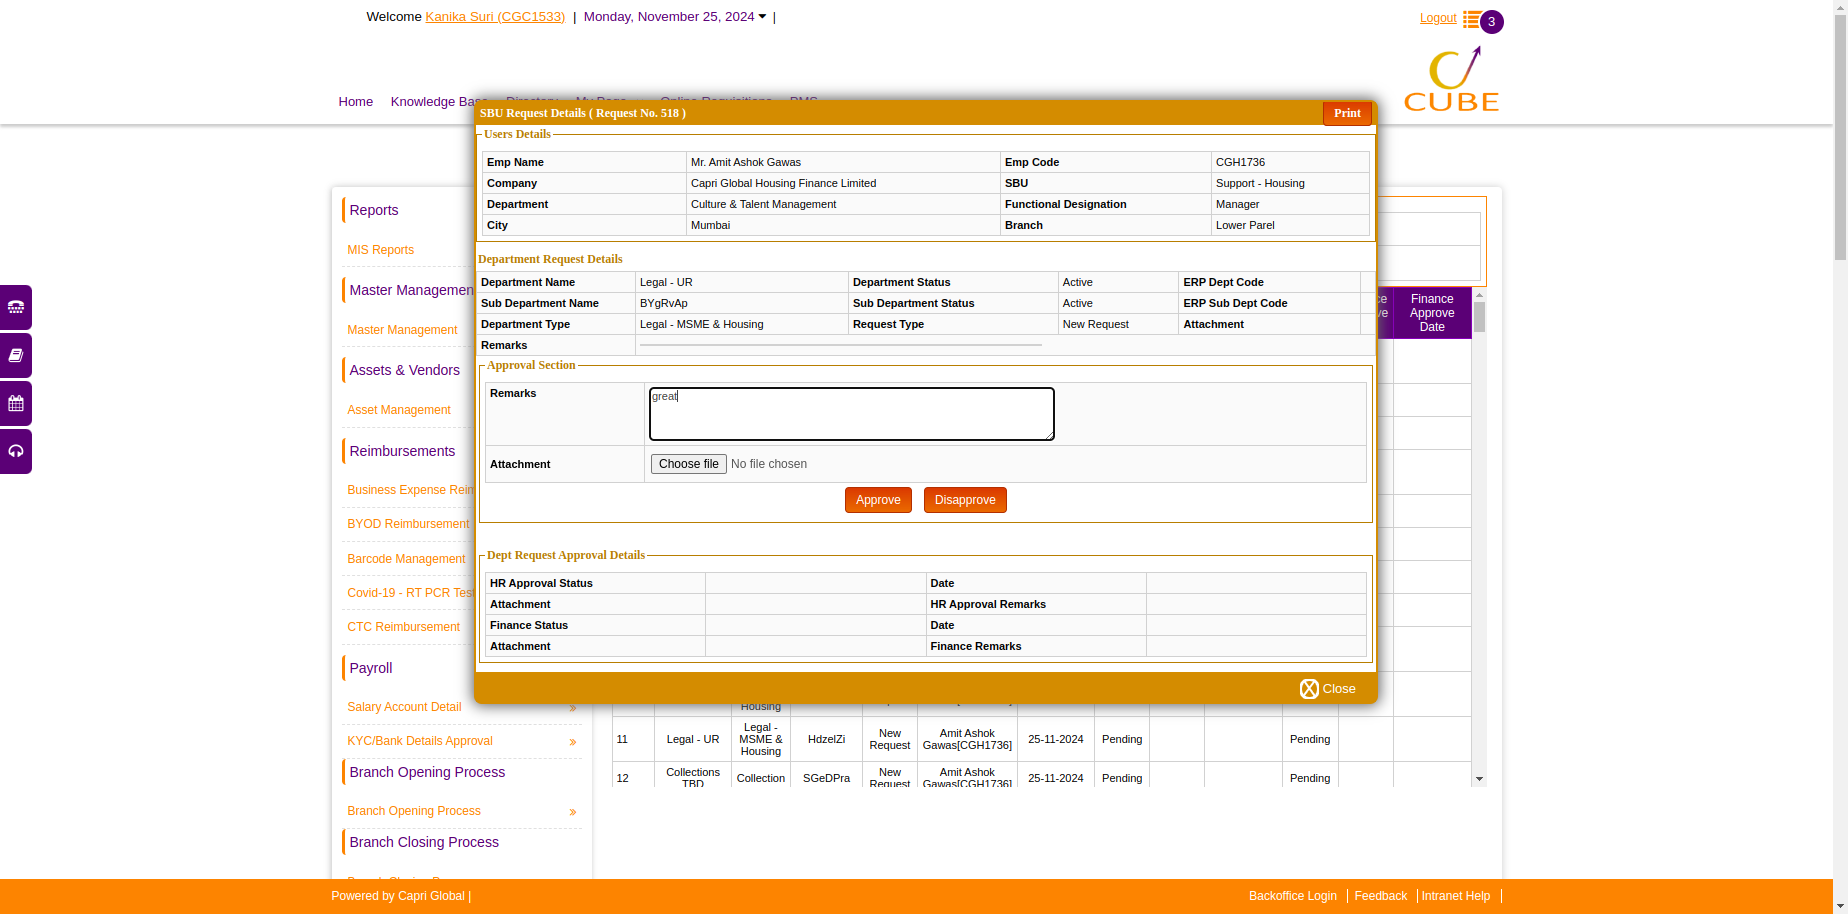 Welcome Kanika Suri (CGC1533) | Monday, November 25, 2024 |
Logout 3
CUBE
Home Knowledge Base Directory My Page Online Requisitions PMS
SBU Request Details ( Request No. 518 ) Print
Users Details
Emp Name Mr. Amit Ashok Gawas Emp Code CGH1736
Company Capri Global Housing Finance Limited SBU Support - Housing
Department Culture & Talent Management Functional Designation Manager
City Mumbai Branch Lower Parel
Department Request Details
Department Name Legal - UR Department Status Active ERP Dept Code
Sub Department Name BYgRvAp Sub Department Status Active ERP Sub Dept Code
Department Type Legal - MSME & Housing Request Type New Request Attachment
Remarks
Approval Section
Remarks great
Attachment Choose file No file chosen
Approve Disapprove
Dept Request Approval Details
HR Approval Status Date
Attachment HR Approval Remarks
Finance Status Date
Attachment Finance Remarks
Close
Reports
MIS Reports
Master Managemen
Master Management
Assets & Vendors
Asset Management
Reimbursements
Business Expense Reim
BYOD Reimbursement
Barcode Management
Covid-19 - RT PCR Test
CTC Reimbursement
Payroll
Salary Account Detail »
KYC/Bank Details Approval »
Branch Opening Process
Branch Opening Process »
Branch Closing Process
Finance
Approve
Date
Housing
11 Legal - UR Legal - MSME & Housing HdzelZi New Request Amit Ashok Gawas[CGH1736] 25-11-2024 Pending Pending
12 Collections TBD Collection SGeDPra New Request Amit Ashok Gawas[CGH1736] 25-11-2024 Pending Pending
Powered by Capri Global |
Backoffice Login | Feedback | Intranet Help |